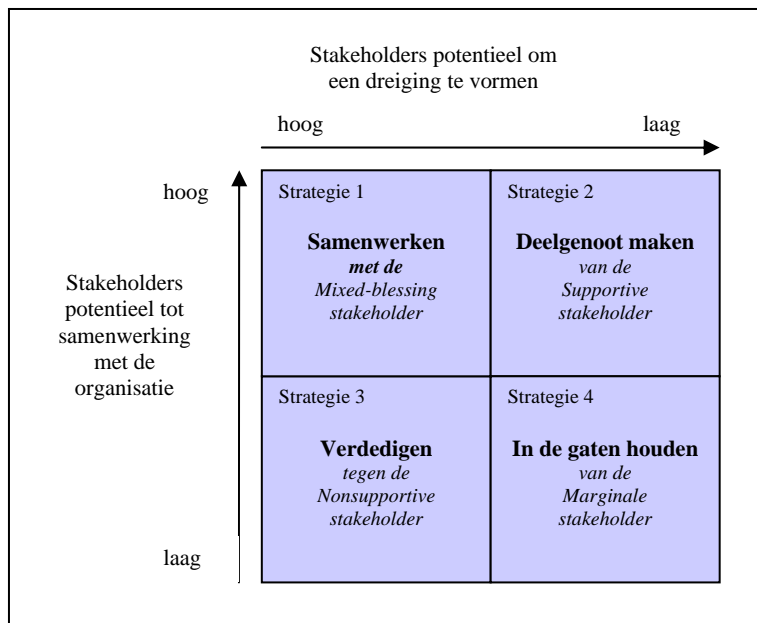 Stakeholders potentieel om
een dreiging te vormen
hoog
laag
hoog
Stakeholders
potentieel tot
samenwerking
met de
organisatie
laag
Strategie 1
Samenwerken
met de
Mixed-blessing
stakeholder
Strategie 2
Deelgenoot maken
van de
Supportive
stakeholder
Strategie 3
Verdedigen
tegen de
Nonsupportive
stakeholder
Strategie 4
In de gaten houden
van de
Marginale
stakeholder